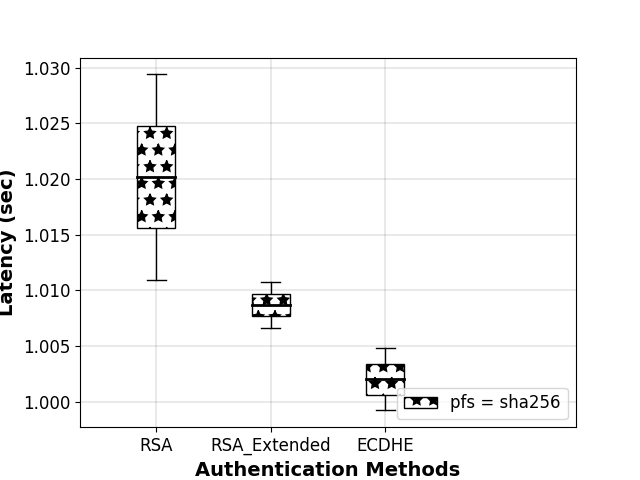 Latency (sec)
1.030
1.025
1.020
1.015
1.010
1.005
1.000
pfs = sha256
RSA RSA_Extended ECDHE
Authentication Methods